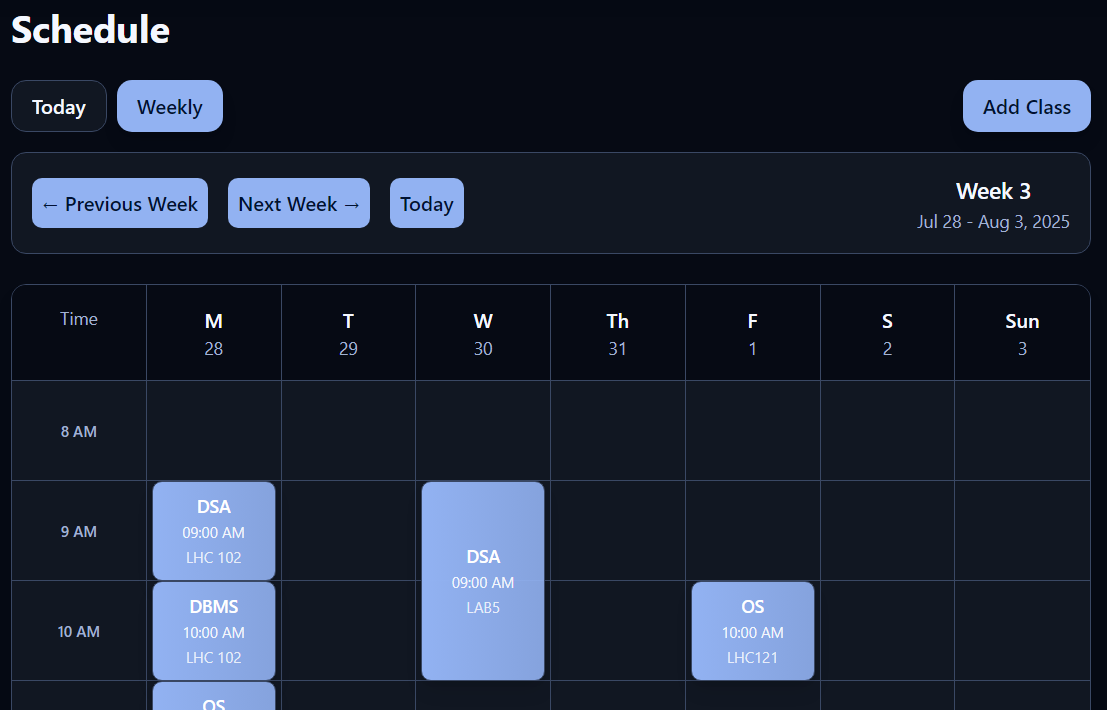 Schedule
Today
Weekly
Add Class
← Previous Week
Next Week →
Today
Week 3
Jul 28 - Aug 3, 2025
Time
M
28
T
29
W
30
Th
31
F
1
S
2
Sun
3
8 AM
9 AM
DSA
09:00 AM
LHC 102
DSA
09:00 AM
LAB5
10 AM
DBMS
10:00 AM
LHC 102
OS
10:00 AM
LHC121
OS